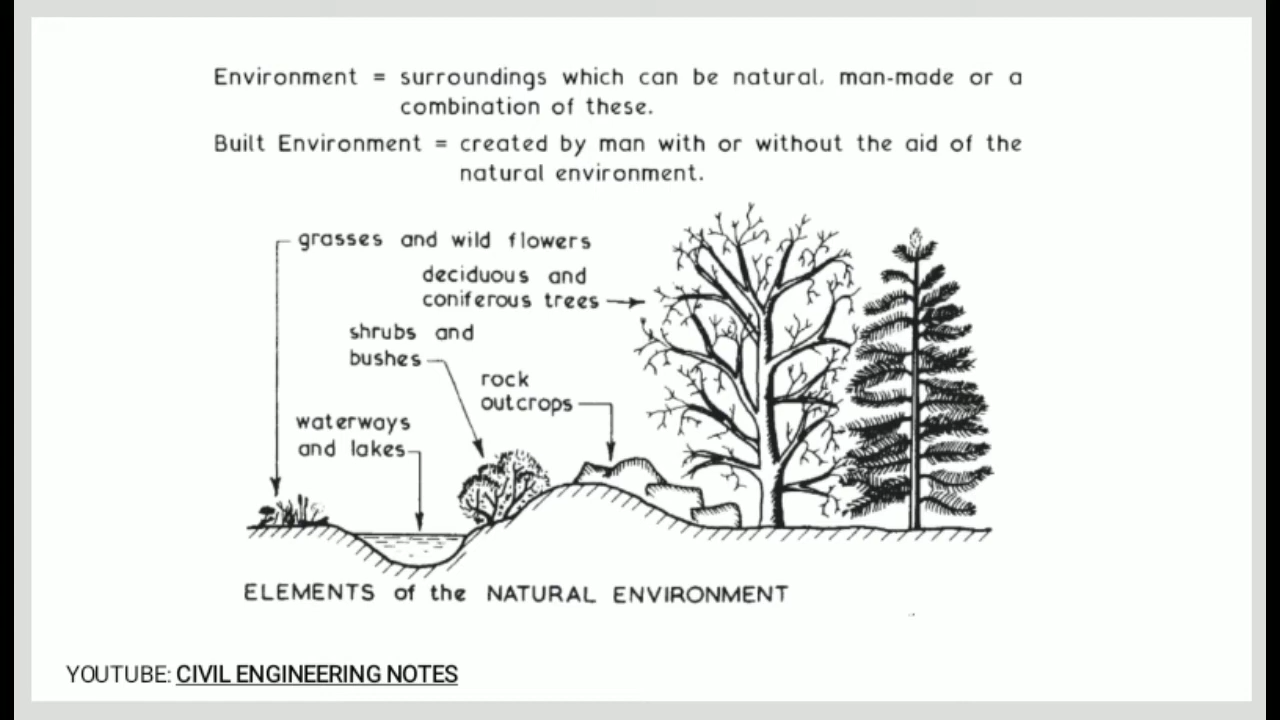 Environment = surroundings which can be natural, man-made or a
combination of these.
Built Environment = created by man with or without the aid of the
natural environment.
grasses and wild flowers
deciduous and
coniferous trees
shrubs and
bushes
rock
outcrops
waterways
and lakes
ELEMENTS of the NATURAL ENVIRONMENT
YOUTUBE: CIVIL ENGINEERING NOTES